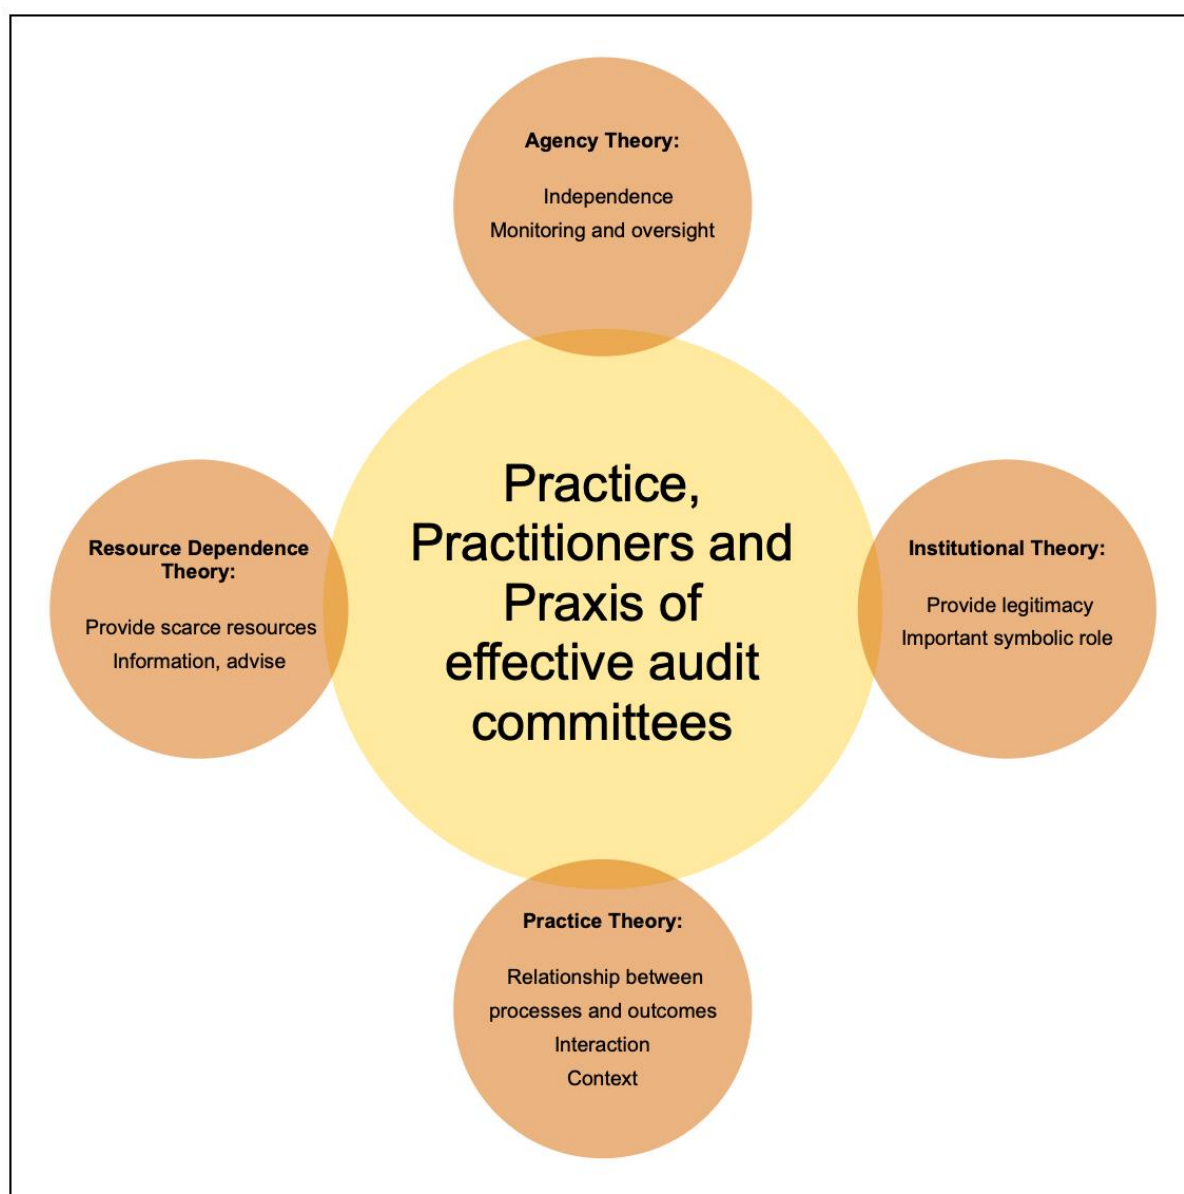 Agency Theory:
Independence
Monitoring and oversight
Practice,
Practitioners and
Praxis of
effective audit
committees
Resource Dependence
Theory:
Provide scarce resources
Information, advise
Institutional Theory:
Provide legitimacy
Important symbolic role
Practice Theory:
Relationship between
processes and outcomes
Interaction
Context